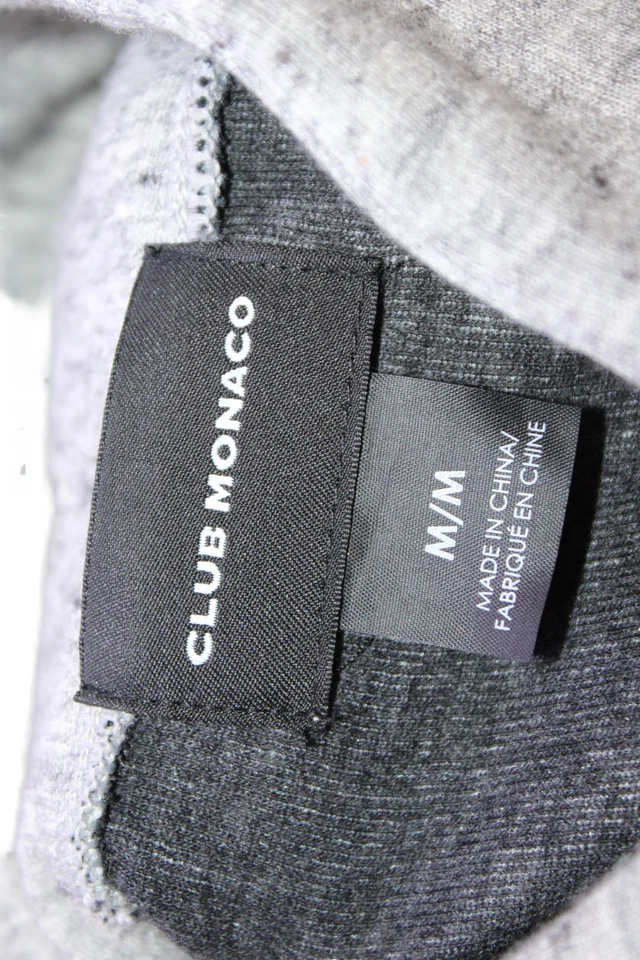 CLUB MONACO
M/M
MADE IN CHINA/
FABRIQUÉ EN CHINE